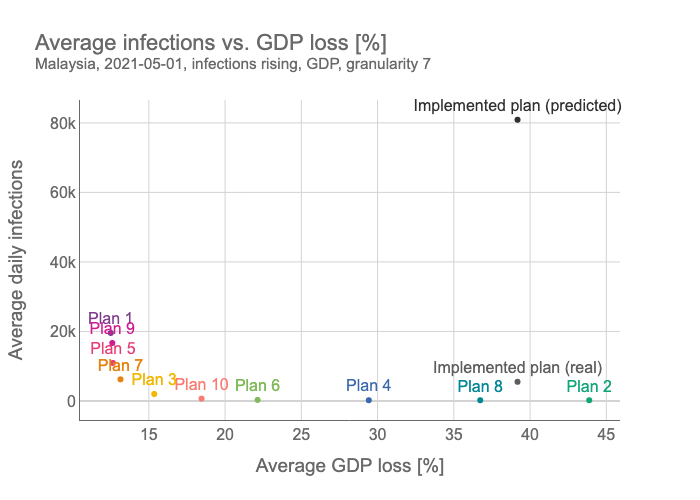 Average infections vs. GDP loss [%]
Malaysia, 2021-05-01, infections rising, GDP, granularity 7
Implemented plan (predicted)
80k
60k
40k
20k
0
Average daily infections
Plan 1
Plan 9
Plan 5
Plan 7
Plan 3
Plan 10
Plan 6
Plan 4
Implemented plan (real)
Plan 8
Plan 2
15
20
25
30
35
40
45
Average GDP loss [%]